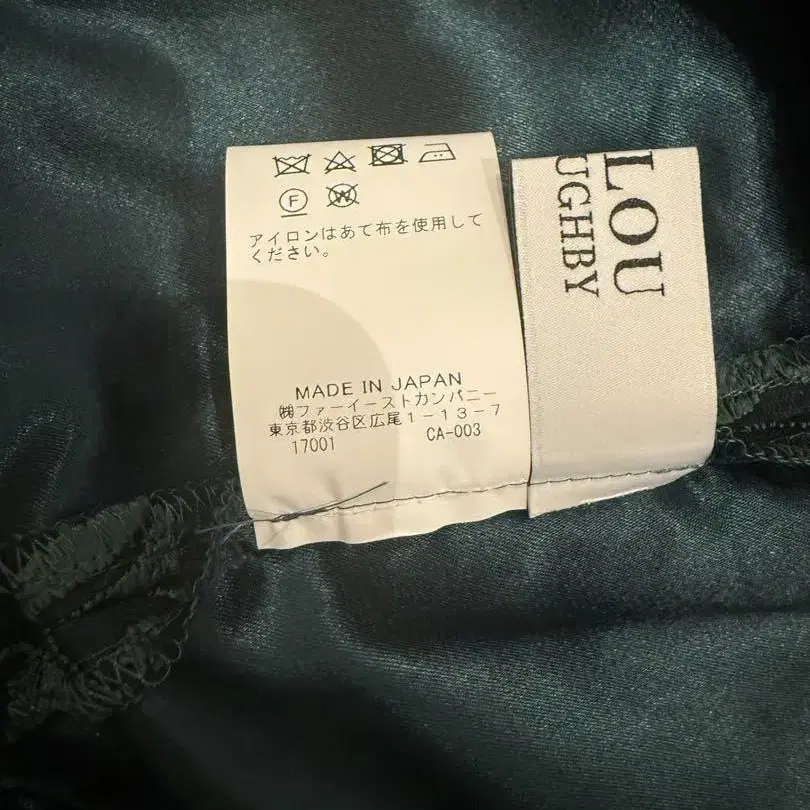 F
W
アイロンはあて布を使用して
ください。
MADE IN JAPAN
㈱ファーイーストカンパニー
東京都渋谷区広尾1-13-7
17001 CA-003
LOU
UGHBY